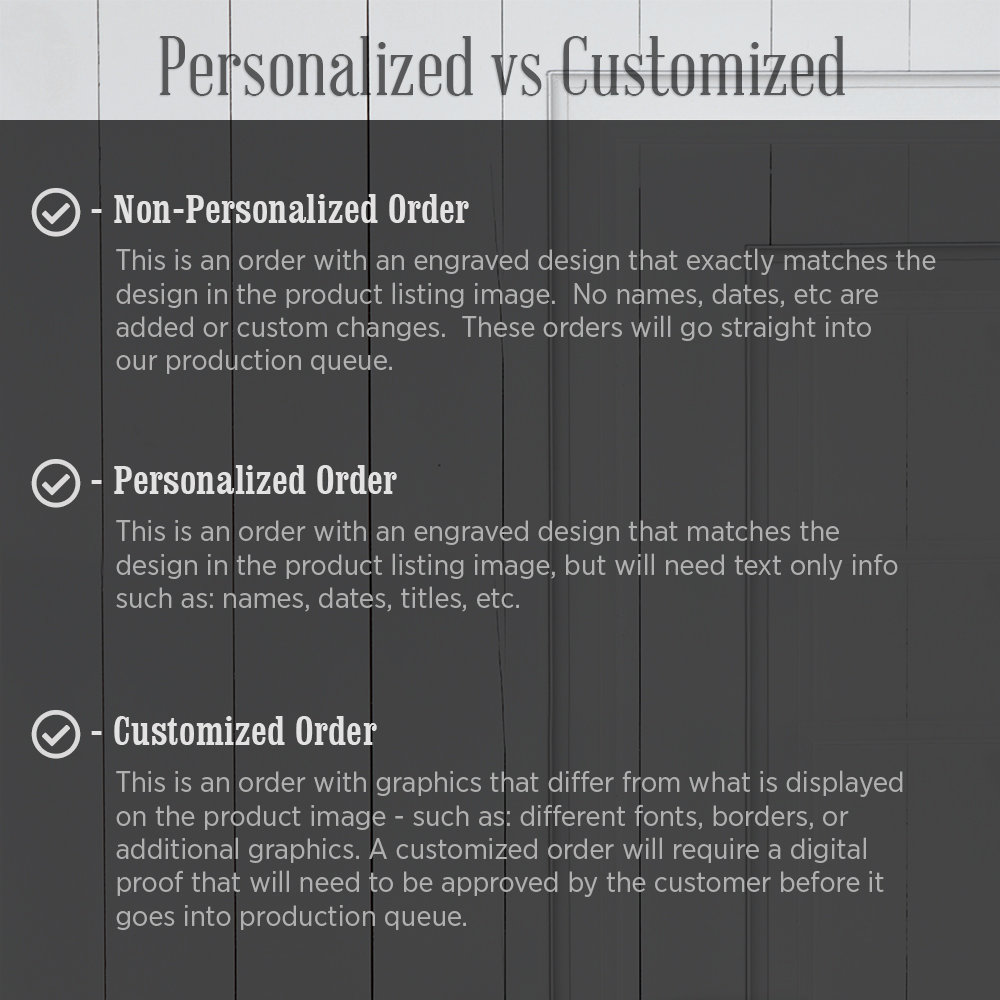 Personalized vs Customized
- Non-Personalized Order
This is an order with an engraved design that exactly matches the
design in the product listing image.  No names, dates, etc are
added or custom changes.  These orders will go straight into
our production queue.
- Personalized Order
This is an order with an engraved design that matches the
design in the product listing image, but will need text only info
such as: names, dates, titles, etc.
- Customized Order
This is an order with graphics that differ from what is displayed
on the product image - such as: different fonts, borders, or
additional graphics. A customized order will require a digital
proof that will need to be approved by the customer before it
goes into production queue.